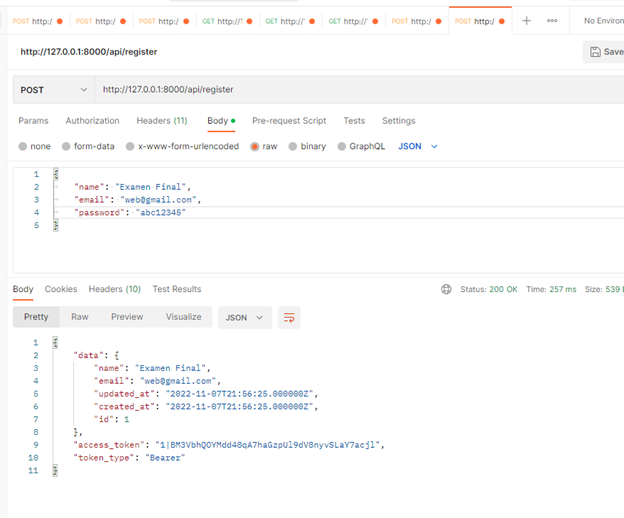 POST http:/ POST http:/ POST http:/ GET http://1 GET http://' GET http://' POST http:/ POST http:/ + No Environ
http://127.0.0.1:8000/api/register Save
POST http://127.0.0.1:8000/api/register
Params Authorization Headers (11) Body Pre-request Script Tests Settings
none form-data x-www-form-urlencoded raw binary GraphQL JSON
1 {
2 "name": "Examen Final",
3 "email": "web@gmail.com",
4 "password": "abc12345"
5 }
Body Cookies Headers (10) Test Results Status: 200 OK Time: 257 ms Size: 539
Pretty Raw Preview Visualize JSON
1 {
2 "data": {
3 "name": "Examen Final",
4 "email": "web@gmail.com",
5 "updated_at": "2022-11-07T21:56:25.000000Z",
6 "created_at": "2022-11-07T21:56:25.000000Z",
7 "id": 1
8 },
9 "access_token": "1|BM3VbhQOYMdd48qA7haGzpUl9dV8nyvSLaY7acjl",
10 "token_type": "Bearer"
11 }